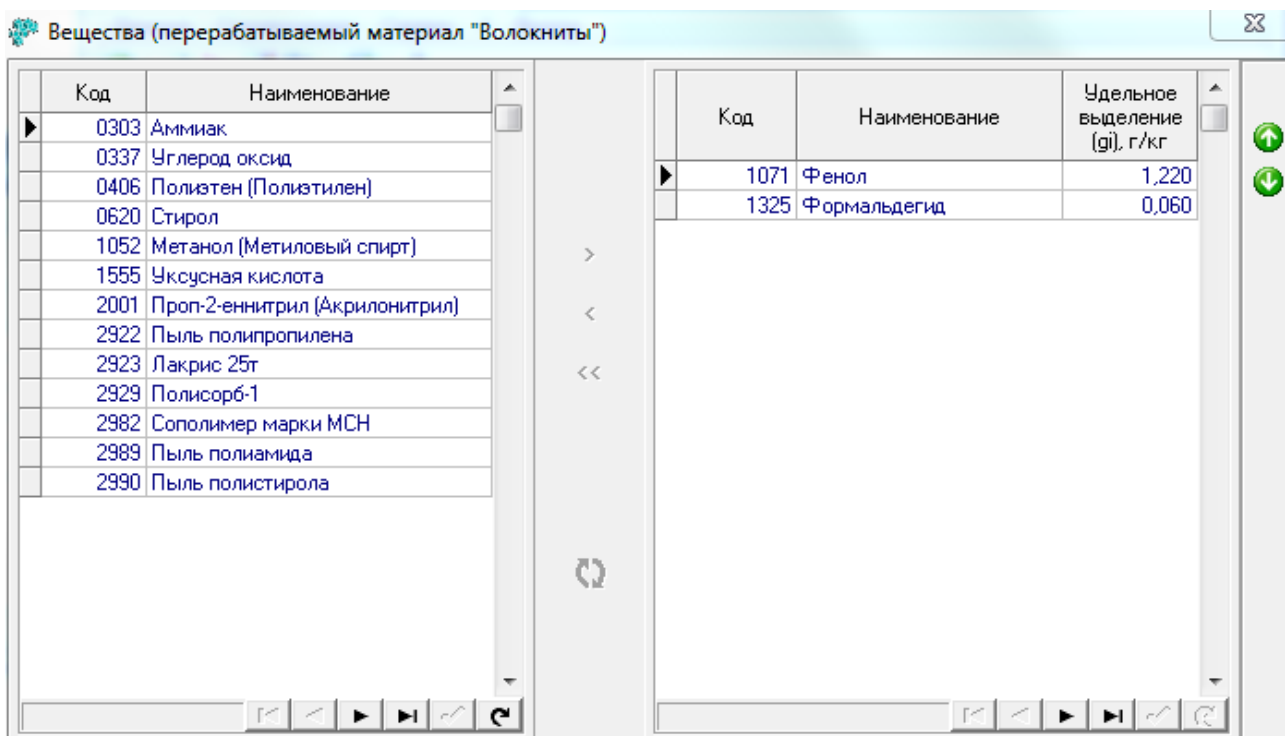 Вещества (перерабатываемый материал "Волокниты")
Код Наименование
0303 Аммиак
0337 Углерод оксид
0406 Полиэтен (Полиэтилен)
0620 Стирол
1052 Метанол (Метиловый спирт)
1555 Уксусная кислота
2001 Проп-2-еннитрил (Акрилонитрил)
2922 Пыль полипропилена
2923 Лакрис 25т
2929 Полисорб-1
2982 Сополимер марки МСН
2989 Пыль полиамида
2990 Пыль полистирола
>
<
<<
Код Наименование Удельное
выделение
(gi), г/кг
1071 Фенол 1,220
1325 Формальдегид 0,060